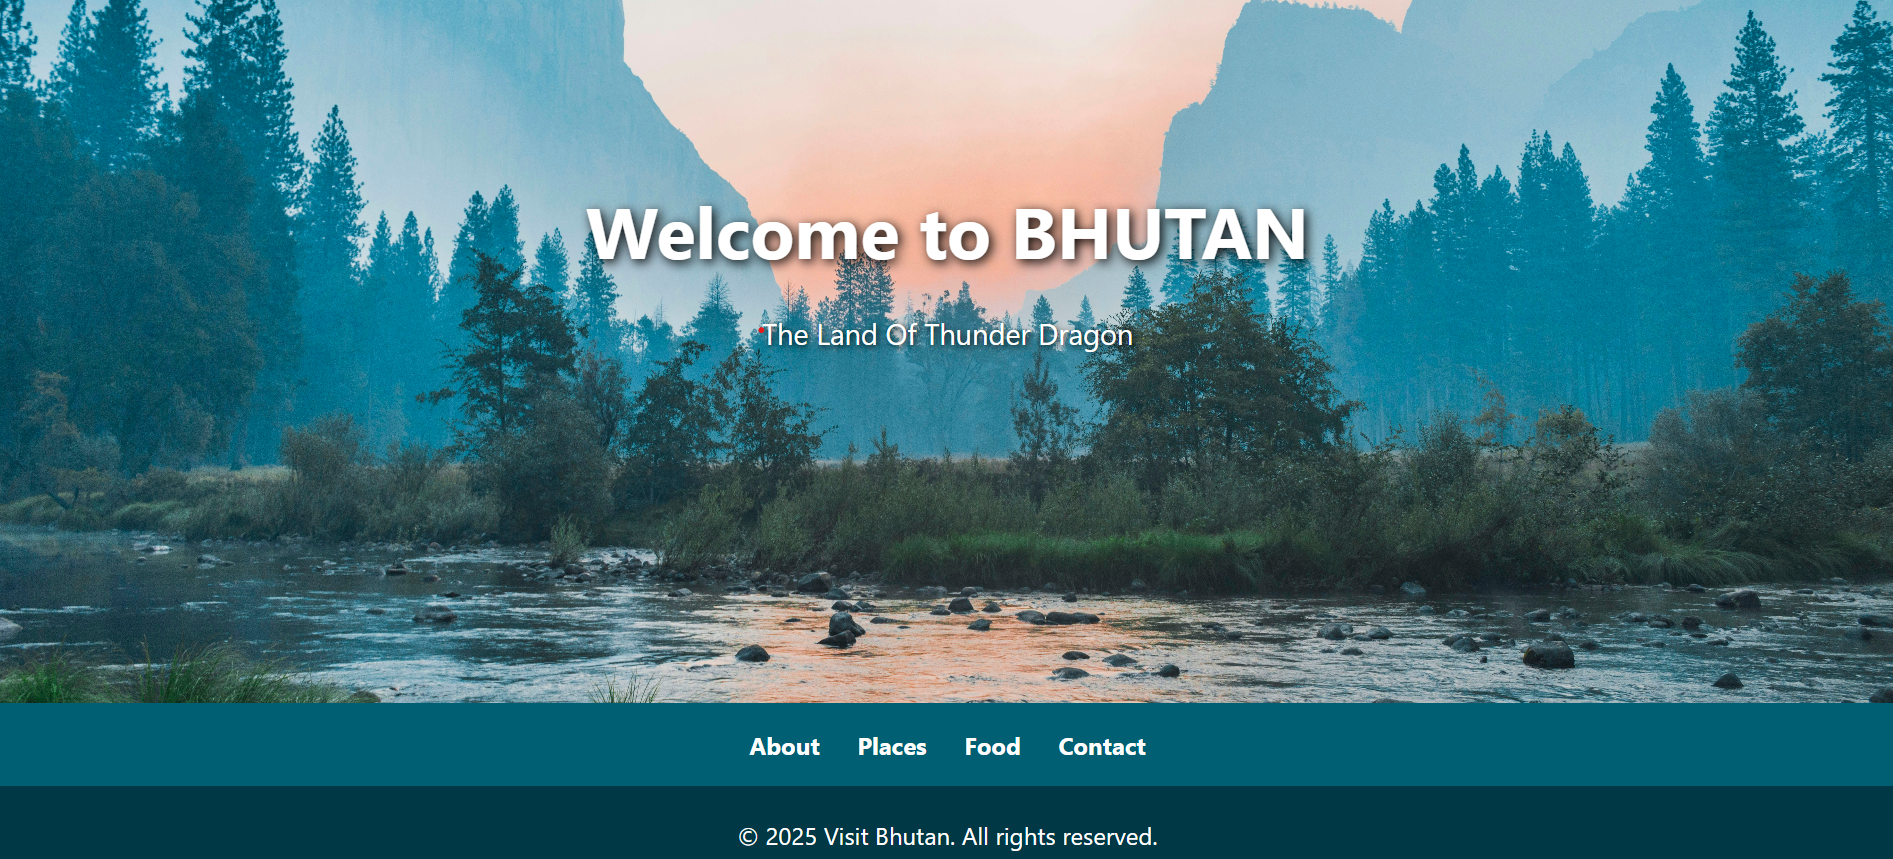 Welcome to BHUTAN
The Land Of Thunder Dragon
About Places Food Contact
© 2025 Visit Bhutan. All rights reserved.